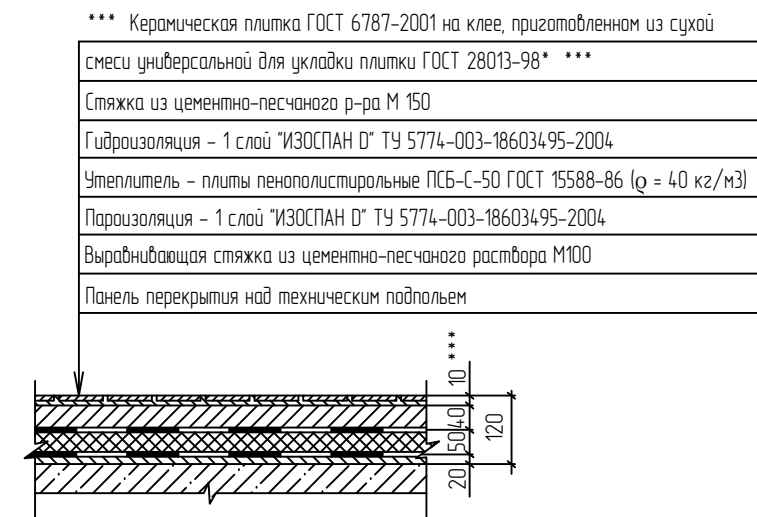 *** Керамическая плитка ГОСТ 6787-2001 на клее, приготовленном из сухой
смеси универсальной для укладки плитки ГОСТ 28013-98* ***
Стяжка из цементно-песчаного р-ра М 150
Гидроизоляция - 1 слой "ИЗОСПАН D" ТУ 5774-003-18603495-2004
Утеплитель - плиты пенополистирольные ПСБ-С-50 ГОСТ 15588-86 (ρ = 40 кг/м3)
Пароизоляция - 1 слой "ИЗОСПАН D" ТУ 5774-003-18603495-2004
Выравнивающая стяжка из цементно-песчаного раствора М100
Панель перекрытия над техническим подпольем
***
10
40
50
20
120